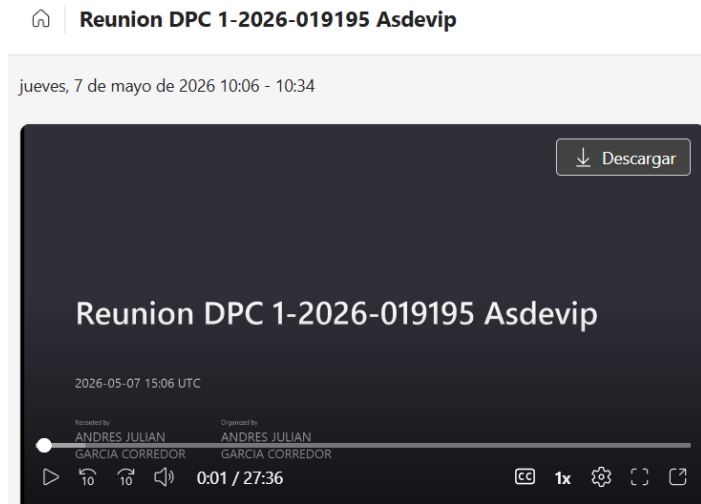 Reunion DPC 1-2026-019195 Asdevip
jueves, 7 de mayo de 2026 10:06 - 10:34
Descargar
Reunion DPC 1-2026-019195 Asdevip
2026-05-07 15:06 UTC
Recorded by
Organized by
ANDRES JULIAN
GARCIA CORREDOR
ANDRES JULIAN
GARCIA CORREDOR
10
10
0:01 / 27:36
CC
1x